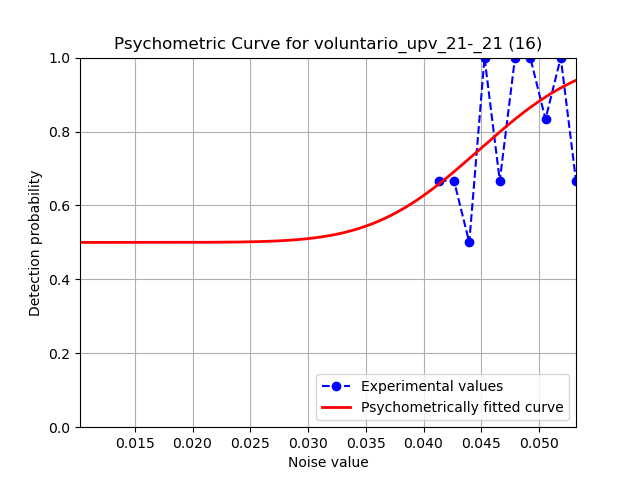 Psychometric Curve for voluntario_upv_21-_21 (16)
Detection probability
1.0
0.8
0.6
0.4
0.2
0.0
Experimental values
Psychometrically fitted curve
0.015 0.020 0.025 0.030 0.035 0.040 0.045 0.050
Noise value